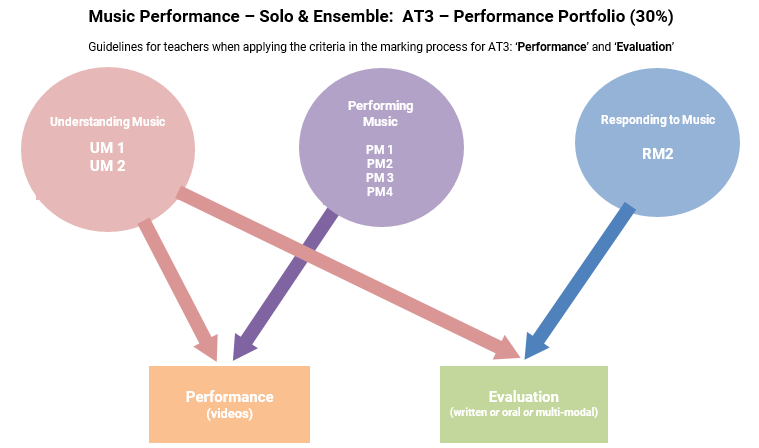 Music Performance – Solo & Ensemble:  AT3 – Performance Portfolio (30%)
Guidelines for teachers when applying the criteria in the marking process for AT3: ‘Performance’ and ‘Evaluation’
Understanding Music
UM 1
UM 2
Performing
Music
PM 1
PM2
PM 3
PM4
Responding to Music
RM2
Performance
(videos)
Evaluation
(written or oral or multi-modal)